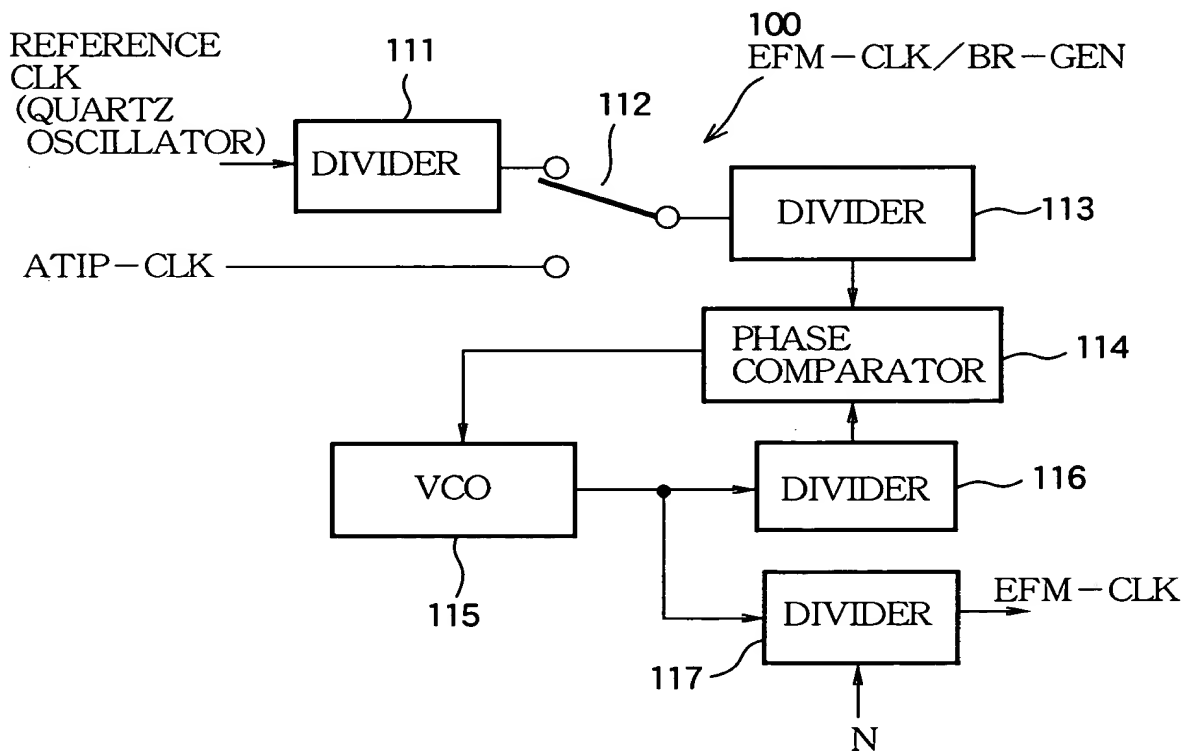 REFERENCE
CLK
(QUARTZ
OSCILLATOR)
111
DIVIDER
112
100
EFM-CLK/BR-GEN
DIVIDER
113
ATIP-CLK
PHASE
COMPARATOR
114
VCO
115
DIVIDER
116
DIVIDER
117
EFM-CLK
N